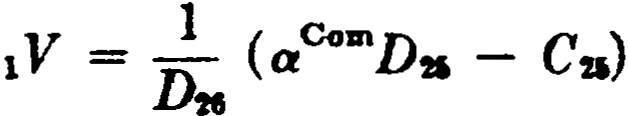 ₁V = 1/D₂₆ (α^Com D₂₅ − C₂₅)